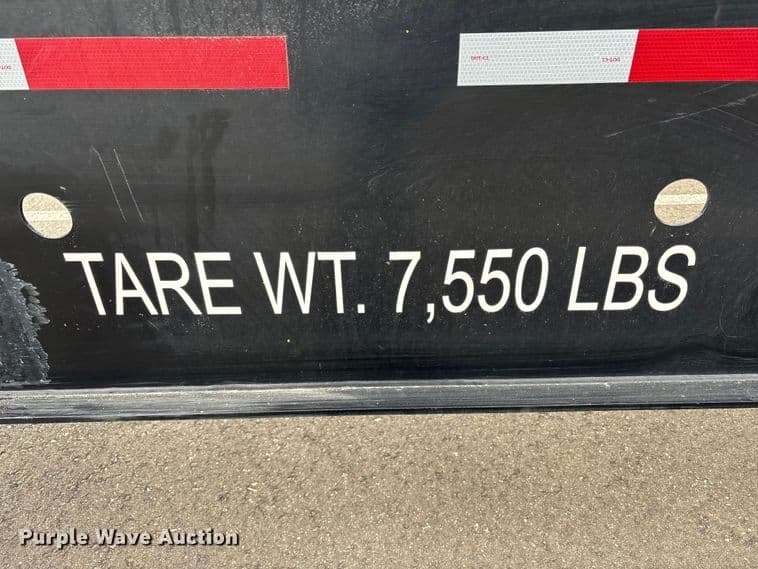 TARE WT. 7,550 LBS
Purple Wave Auction